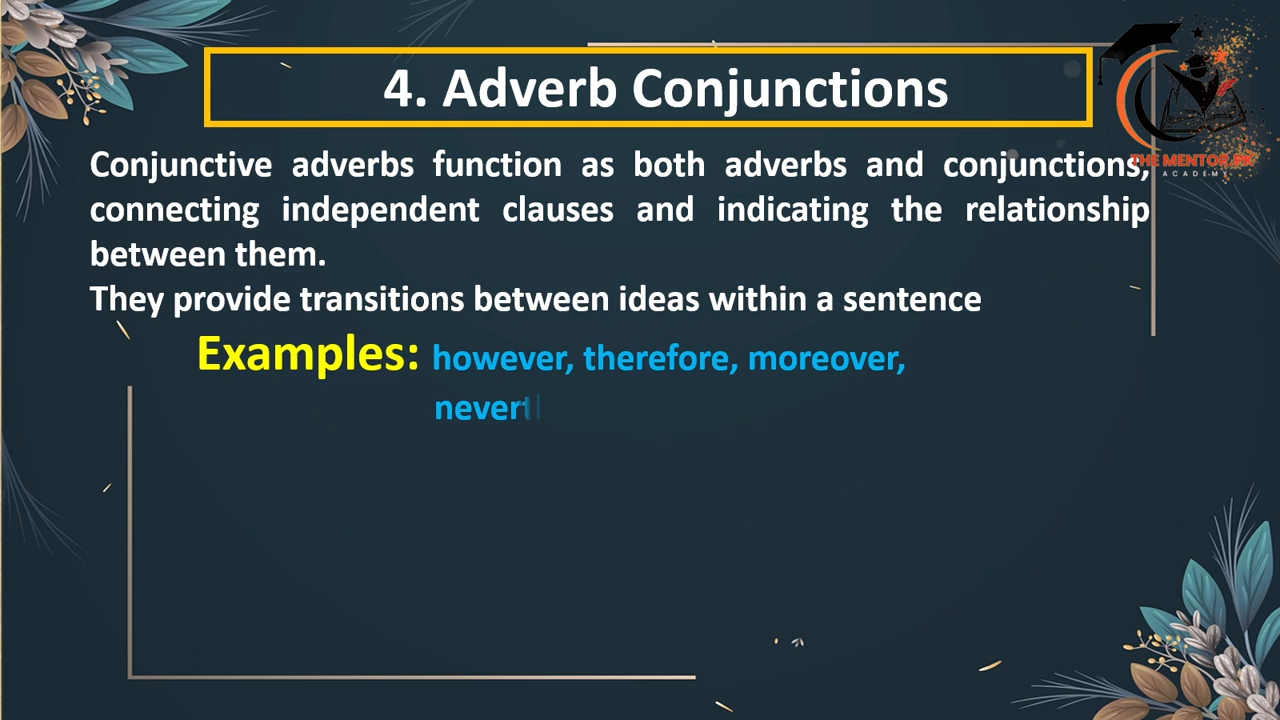 4. Adverb Conjunctions
Conjunctive adverbs function as both adverbs and conjunctions,
connecting independent clauses and indicating the relationship
between them.
They provide transitions between ideas within a sentence
Examples: however, therefore, moreover,
THE MENTOR
ACADEMY